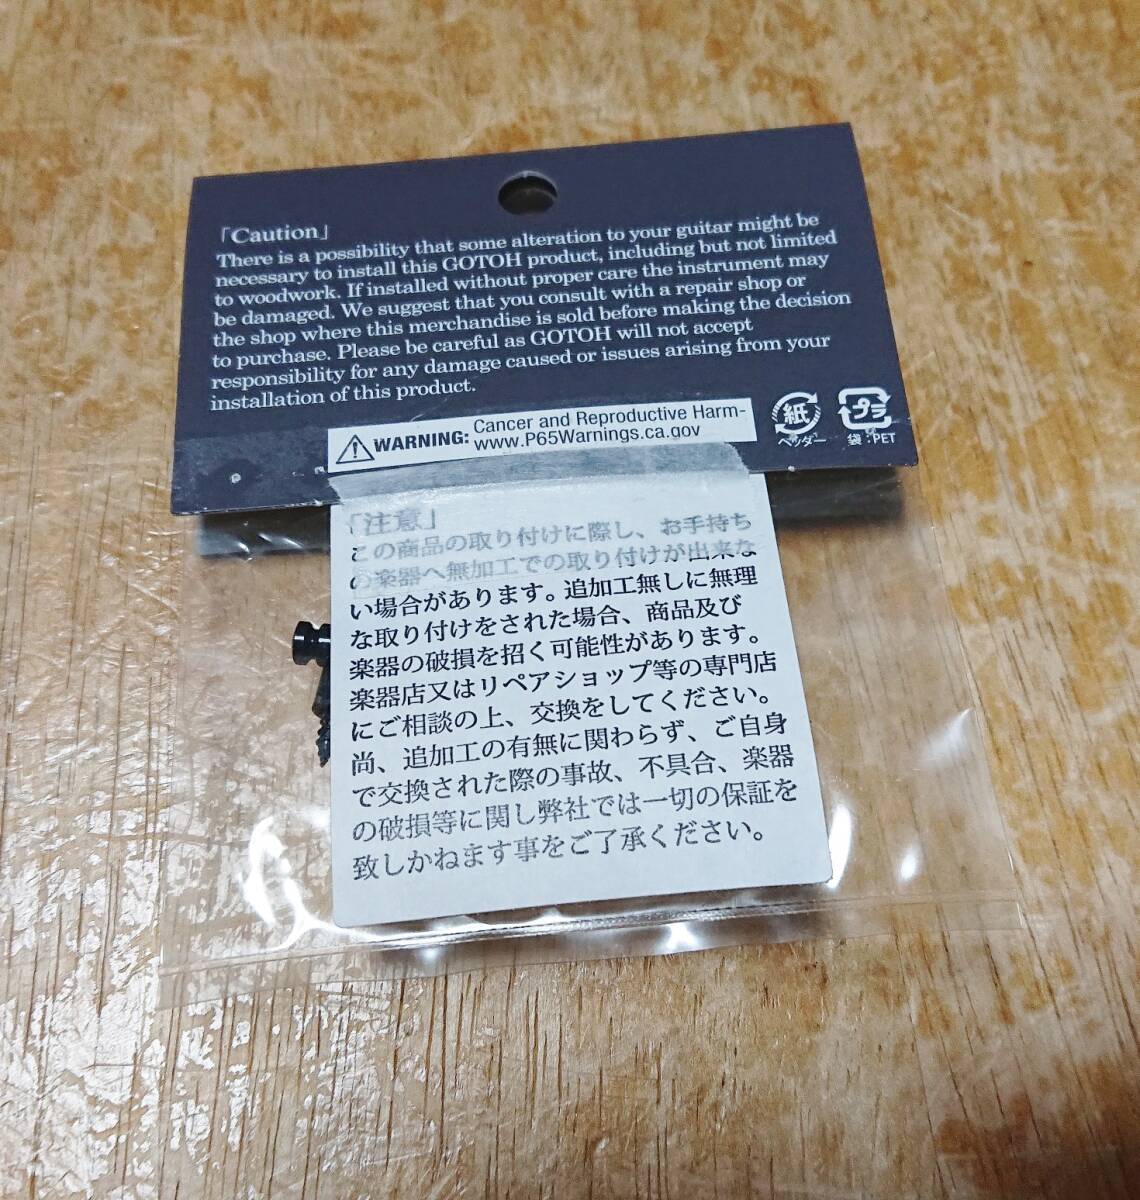 「Caution」
There is a possibility that some alteration to your guitar might be
necessary to install this GOTOH product, including but not limited
to woodwork. If installed without proper care the instrument may
be damaged. We suggest that you consult with a repair shop or
the shop where this merchandise is sold before making the decision
to purchase. Please be careful as GOTOH will not accept
responsibility for any damage caused or issues arising from your
installation of this product.
紙
ヘッダー
プラ
袋:PET
WARNING: Cancer and Reproductive Harm-
www.P65Warnings.ca.gov
「注意」
この商品の取り付けに際し、お手持ち
の楽器へ無加工での取り付けが出来な
い場合があります。追加工無しに無理
な取り付けをされた場合、商品及び
楽器の破損を招く可能性があります。
楽器店又はリペアショップ等の専門店
にご相談の上、交換をしてください。
尚、追加工の有無に関わらず、ご自身
で交換された際の事故、不具合、楽器
の破損等に関し弊社では一切の保証を
致しかねます事をご了承ください。